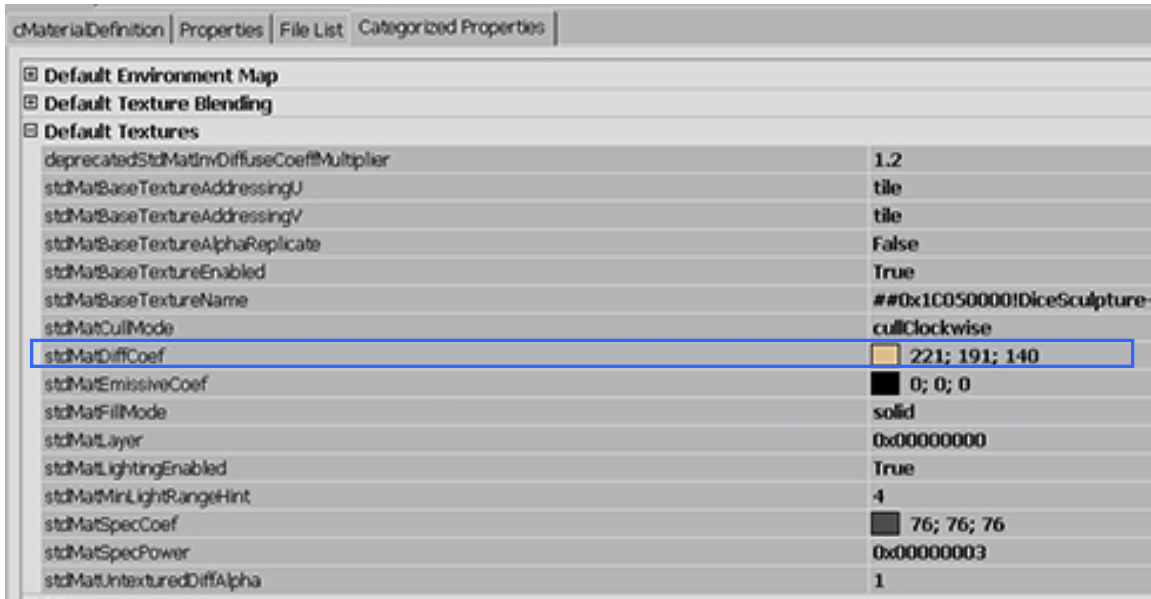 cMaterialDefinition Properties File List Categorized Properties
Default Environment Map
Default Texture Blending
Default Textures
deprecatedStdMatInvDiffuseCoeffMultiplier 1.2
stdMatBaseTextureAddressingU tile
stdMatBaseTextureAddressingV tile
stdMatBaseTextureAlphaReplicate False
stdMatBaseTextureEnabled True
stdMatBaseTextureName ##0x1C050000!DiceSculpture-
stdMatCullMode cullClockwise
stdMatDiffCoef 221; 191; 140
stdMatEmissiveCoef 0; 0; 0
stdMatFillMode solid
stdMatLayer 0x00000000
stdMatLightingEnabled True
stdMatMinLightRangeHint 4
stdMatSpecCoef 76; 76; 76
stdMatSpecPower 0x00000003
stdMatUntexturedDiffAlpha 1